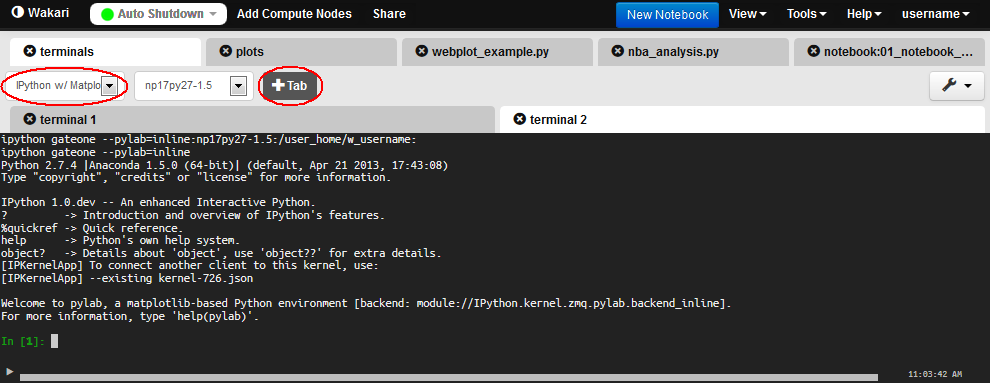 Wakari Auto Shutdown Add Compute Nodes Share New Notebook View Tools Help username
terminals plots webplot_example.py nba_analysis.py notebook:01_notebook_...
IPython w/ Matplo np17py27-1.5 Tab
terminal 1 terminal 2
ipython gateone --pylab=inline:np17py27-1.5:/user_home/w_username:
ipython gateone --pylab=inline
Python 2.7.4 |Anaconda 1.5.0 (64-bit)| (default, Apr 21 2013, 17:43:08)
Type "copyright", "credits" or "license" for more information.
IPython 1.0.dev -- An enhanced Interactive Python.
? -> Introduction and overview of IPython's features.
%quickref -> Quick reference.
help -> Python's own help system.
object? -> Details about 'object', use 'object??' for extra details.
[IPKernelApp] To connect another client to this kernel, use:
[IPKernelApp] --existing kernel-726.json
Welcome to pylab, a matplotlib-based Python environment [backend: module://IPython.kernel.zmq.pylab.backend_inline].
For more information, type 'help(pylab)'.
In [1]:
11:03:42 AM